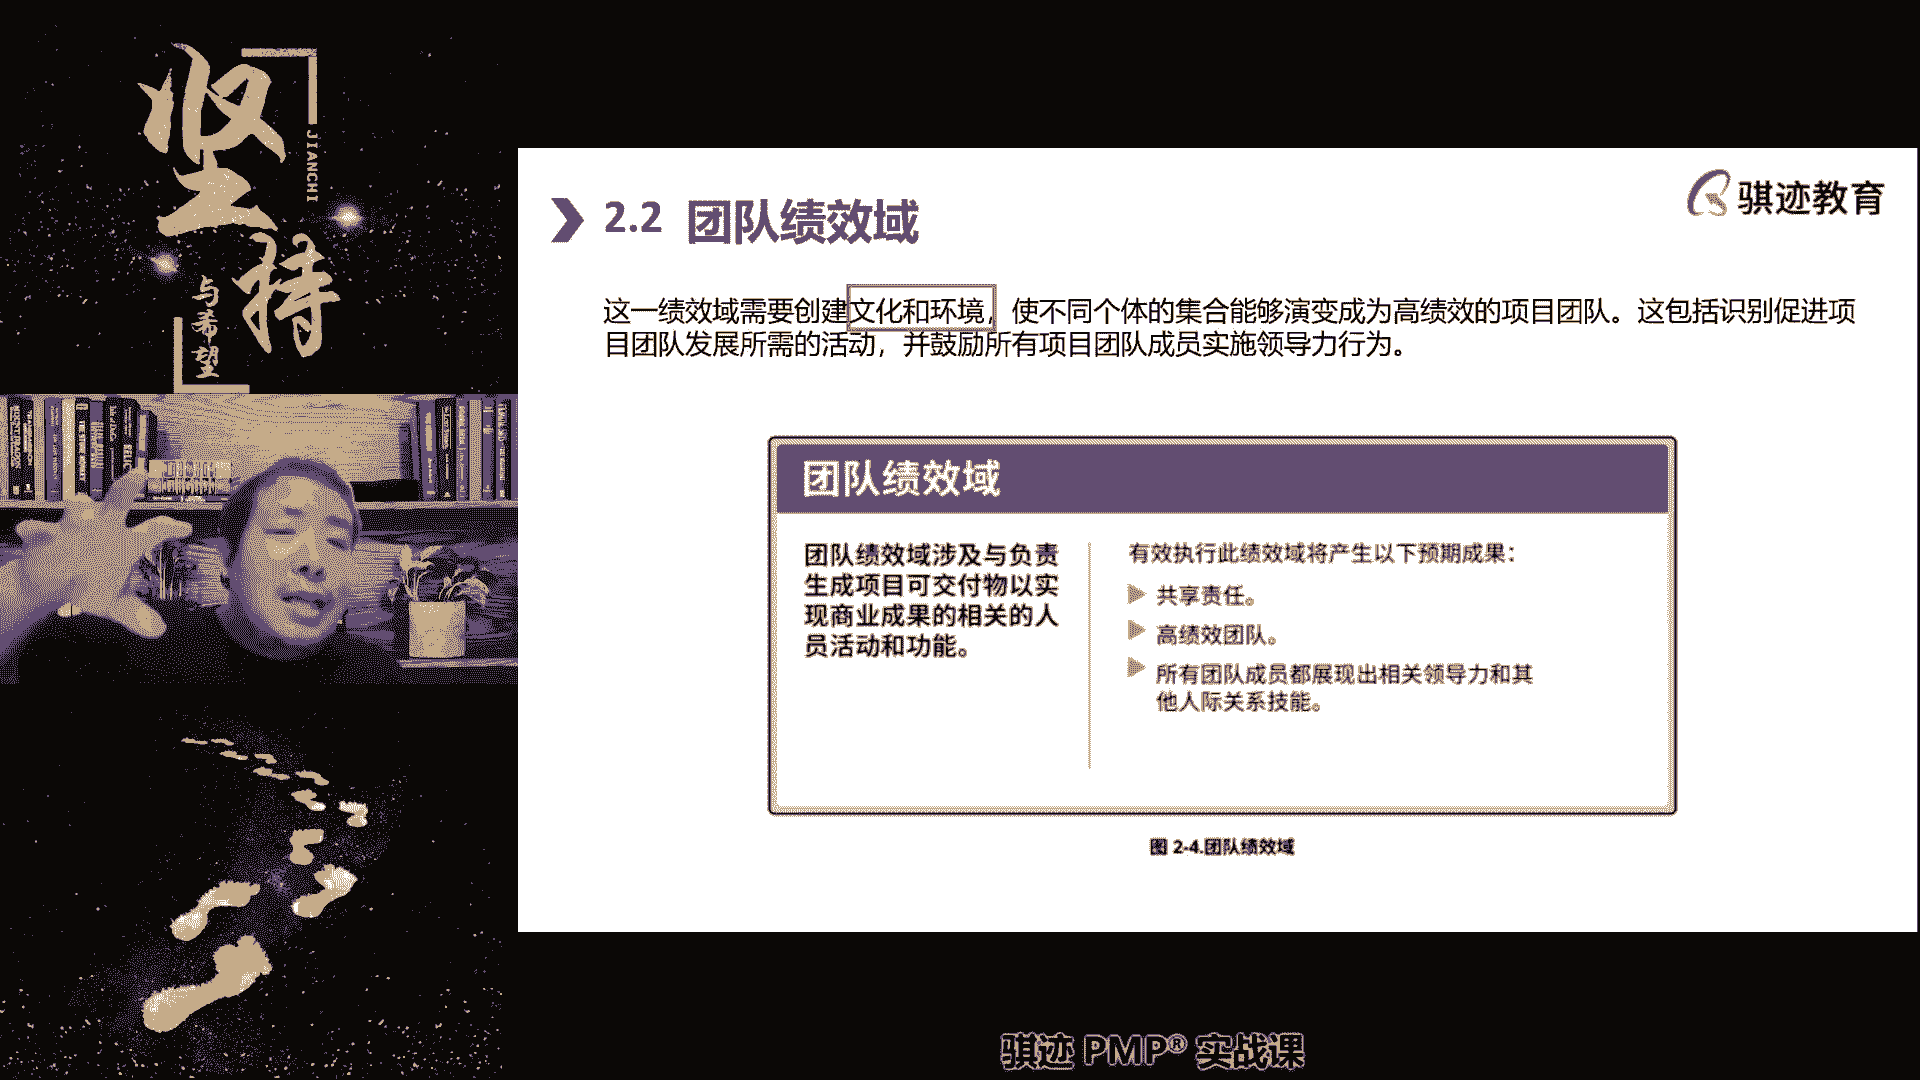 坚持
JIANCHI
与希望
骐迹教育
2.2 团队绩效域
这一绩效域需要创建文化和环境，使不同个体的集合能够演变成为高绩效的项目团队。这包括识别促进项
目团队发展所需的活动，并鼓励所有项目团队成员实施领导力行为。
团队绩效域
团队绩效域涉及与负责
生成项目可交付物以实
现商业成果的相关的人
员活动和功能。
有效执行此绩效域将产生以下预期成果：
共享责任。
高绩效团队。
所有团队成员都展现出相关领导力和其
他人际关系技能。
图 2-4.团队绩效域
骐迹 PMP® 实战课